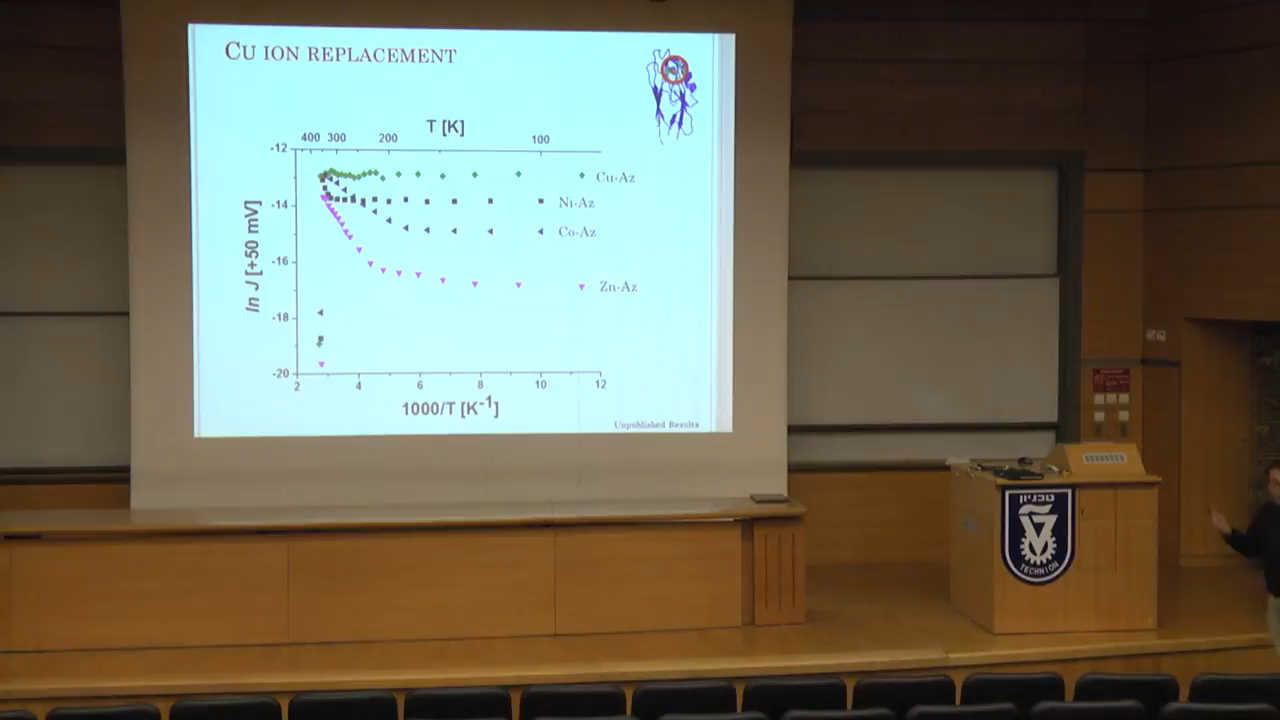 CU ION REPLACEMENT
T [K]
400 300 200 100
-12
-14
-16
-18
-20
ln J [+50 mV]
Cu-Az
Ni-Az
Co-Az
Zn-Az
2 4 6 8 10 12
1000/T [K-1]
Unpublished Results
טכניון
TECHNION